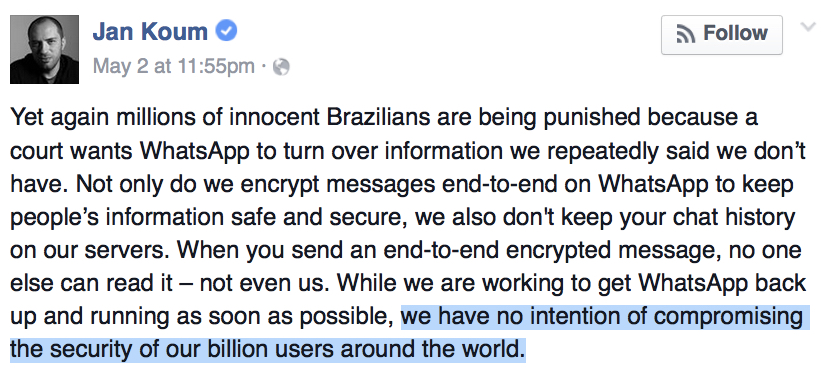 Jan Koum
Follow
May 2 at 11:55pm ·
Yet again millions of innocent Brazilians are being punished because a
court wants WhatsApp to turn over information we repeatedly said we don’t
have. Not only do we encrypt messages end-to-end on WhatsApp to keep
people’s information safe and secure, we also don't keep your chat history
on our servers. When you send an end-to-end encrypted message, no one
else can read it – not even us. While we are working to get WhatsApp back
up and running as soon as possible, we have no intention of compromising
the security of our billion users around the world.